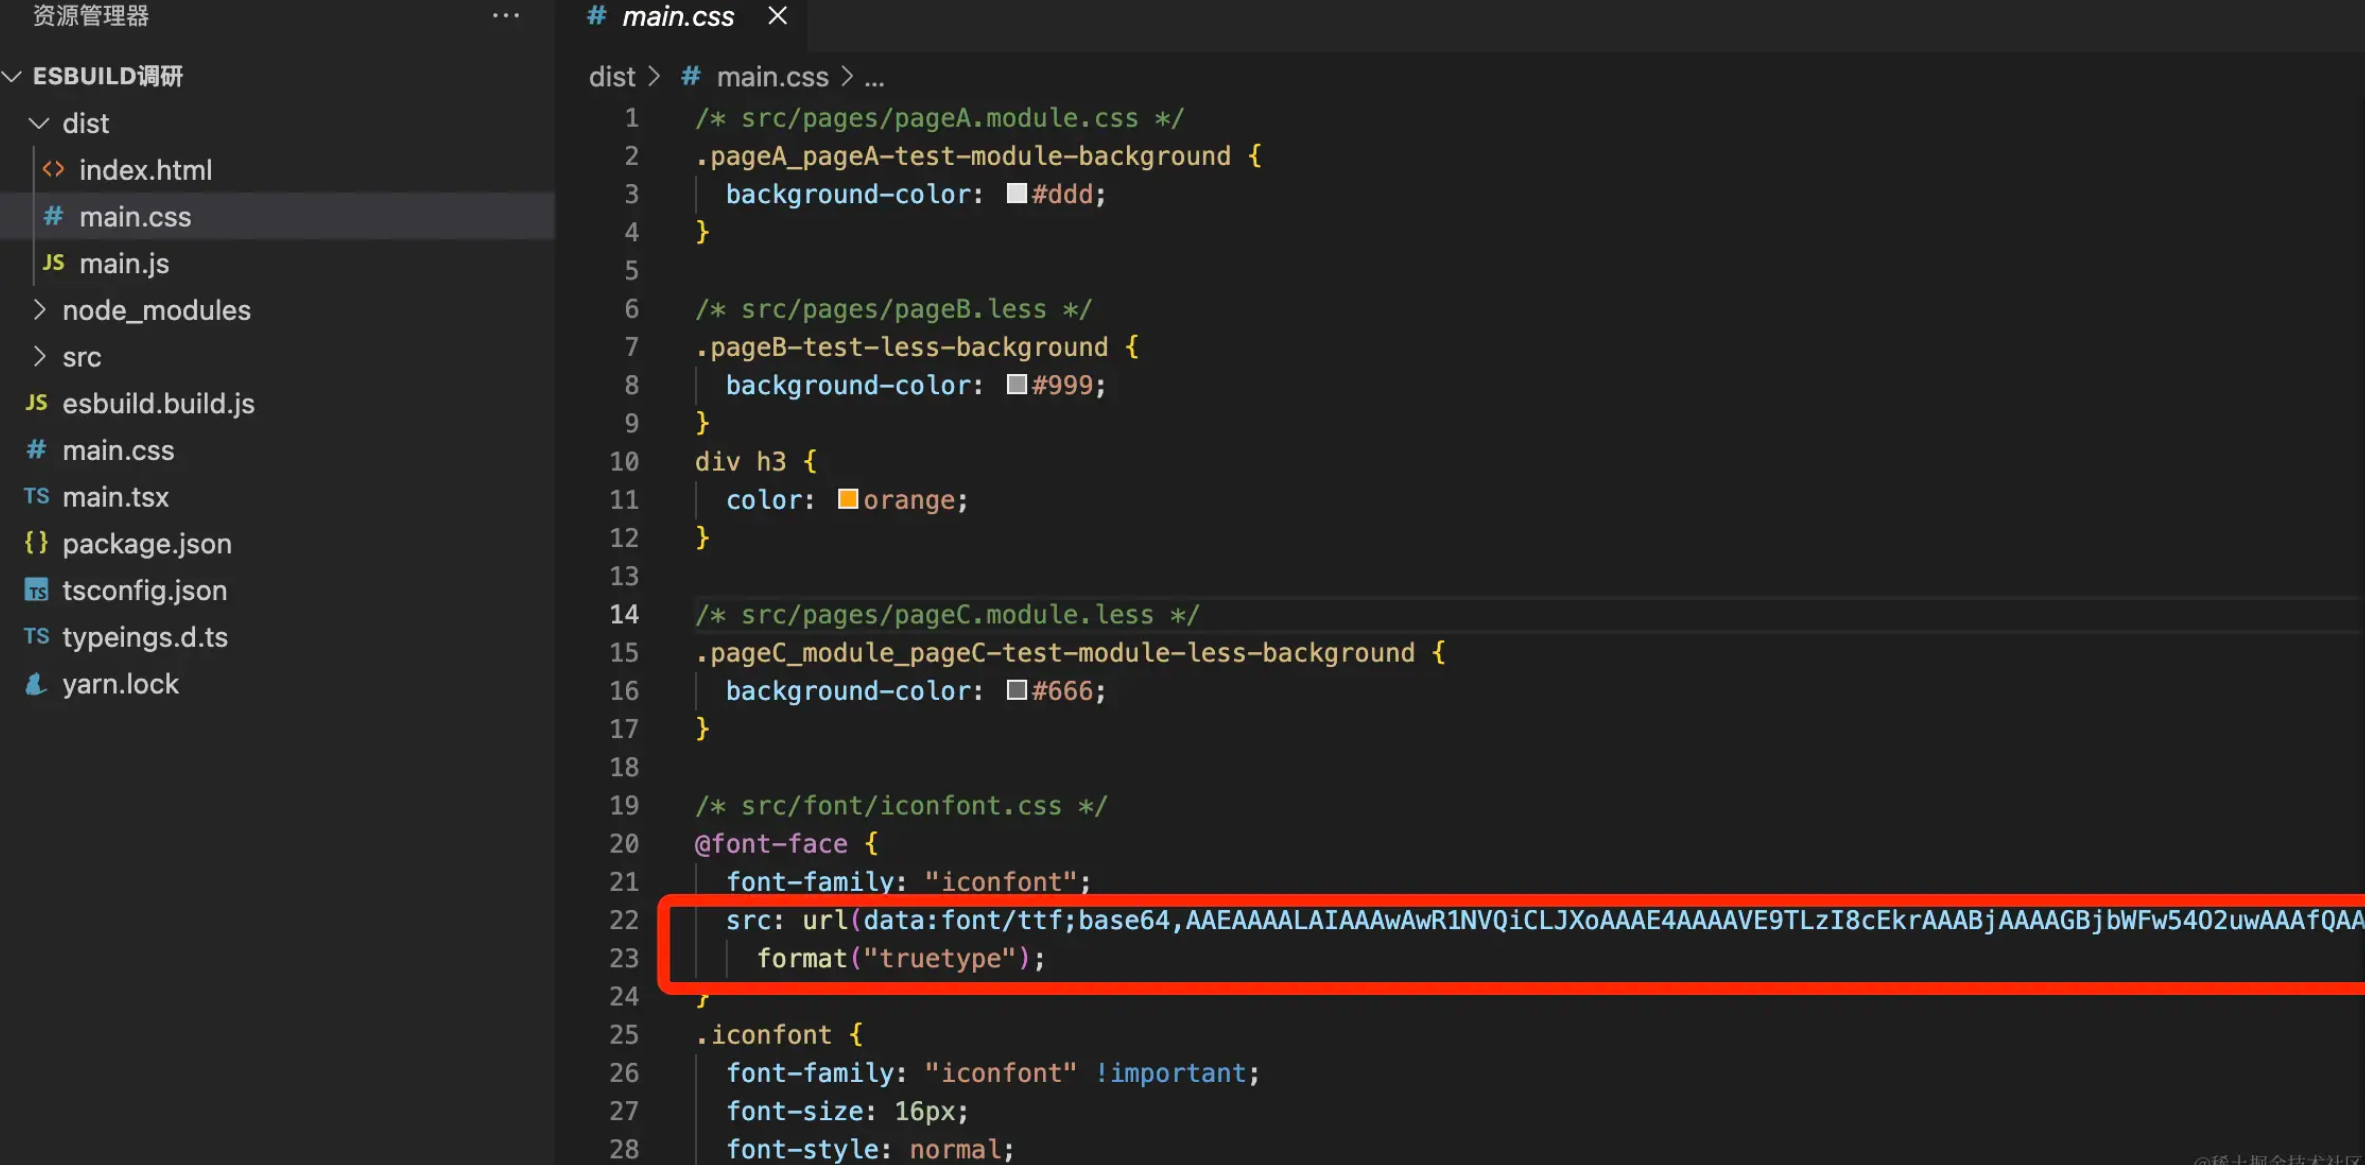 资源管理器
ESBUILD调研
dist
index.html
main.css
main.js
node_modules
src
esbuild.build.js
main.css
main.tsx
package.json
tsconfig.json
typeings.d.ts
yarn.lock
main.css
dist > # main.css > ...
1 /* src/pages/pageA.module.css */
2 .pageA_pageA-test-module-background {
3 background-color: #ddd;
4 }
5
6 /* src/pages/pageB.less */
7 .pageB-test-less-background {
8 background-color: #999;
9 }
10 div h3 {
11 color: orange;
12 }
13
14 /* src/pages/pageC.module.less */
15 .pageC_module_pageC-test-module-less-background {
16 background-color: #666;
17 }
18
19 /* src/font/iconfont.css */
20 @font-face {
21 font-family: "iconfont";
22 src: url(data:font/ttf;base64,AAEAAAALAIAAAwAwR1NVQiCLJXoAAAE4AAAAVE9TLzI8cEkrAAABjAAAAGBjbWFw54O2uwAAAfQAA
23 format("truetype");
24 }
25 .iconfont {
26 font-family: "iconfont" !important;
27 font-size: 16px;
28 font-style: normal;
@稀土掘金技术社区